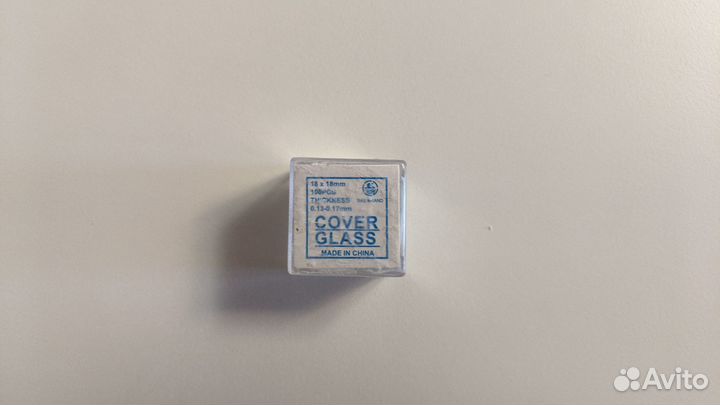 18 x 18mm
100PCS
THICKNESS
0.13-0.17mm
COVER
GLASS
MADE IN CHINA
Avito